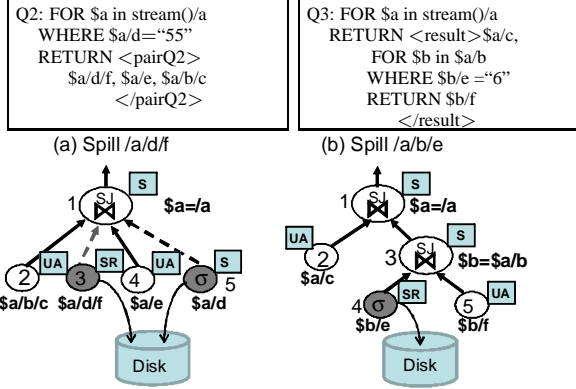 Q2: FOR $a in stream()/a
WHERE $a/d=“55”
RETURN <pairQ2>
$a/d/f, $a/e, $a/b/c
</pairQ2>
Q3: FOR $a in stream()/a
RETURN <result>$a/c,
FOR $b in $a/b
WHERE $b/e =“6”
RETURN $b/f
</result>
(a) Spill /a/d/f
S
1 SJ $a=/a
UA SR UA S
2 3 4 σ 5
$a/b/c $a/d/f $a/e $a/d
Disk
(b) Spill /a/b/e
S
1 SJ $a=/a
UA S
2 3 SJ $b=$a/b
$a/c
SR UA
4 σ 5
$b/e $b/f
Disk